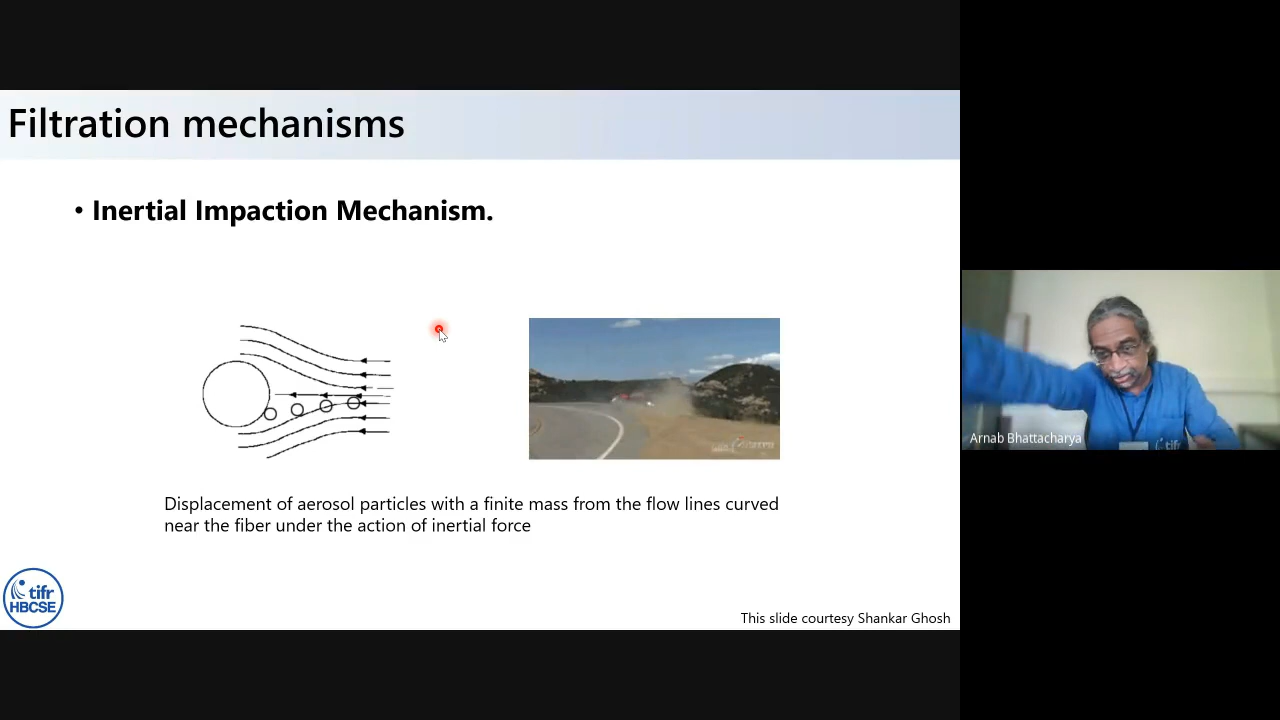 Filtration mechanisms
• Inertial Impaction Mechanism.
Displacement of aerosol particles with a finite mass from the flow lines curved
near the fiber under the action of inertial force
tifr
HBCSE
This slide courtesy Shankar Ghosh
Arnab Bhattacharya
tifr